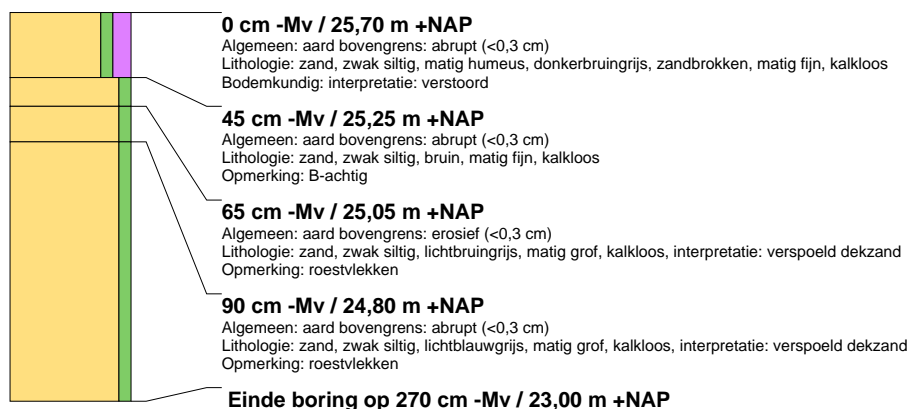 0 cm -Mv / 25,70 m +NAP
Algemeen: aard bovengrens: abrupt (<0,3 cm)
Lithologie: zand, zwak siltig, matig humeus, donkerbruingrijs, zandbrokken, matig fijn, kalkloos
Bodemkundig: interpretatie: verstoord
45 cm -Mv / 25,25 m +NAP
Algemeen: aard bovengrens: abrupt (<0,3 cm)
Lithologie: zand, zwak siltig, bruin, matig fijn, kalkloos
Opmerking: B-achtig
65 cm -Mv / 25,05 m +NAP
Algemeen: aard bovengrens: erosief (<0,3 cm)
Lithologie: zand, zwak siltig, lichtbruingrijs, matig grof, kalkloos, interpretatie: verspoeld dekzand
Opmerking: roestvlekken
90 cm -Mv / 24,80 m +NAP
Algemeen: aard bovengrens: abrupt (<0,3 cm)
Lithologie: zand, zwak siltig, lichtblauwgrijs, matig grof, kalkloos, interpretatie: verspoeld dekzand
Opmerking: roestvlekken
Einde boring op 270 cm -Mv / 23,00 m +NAP